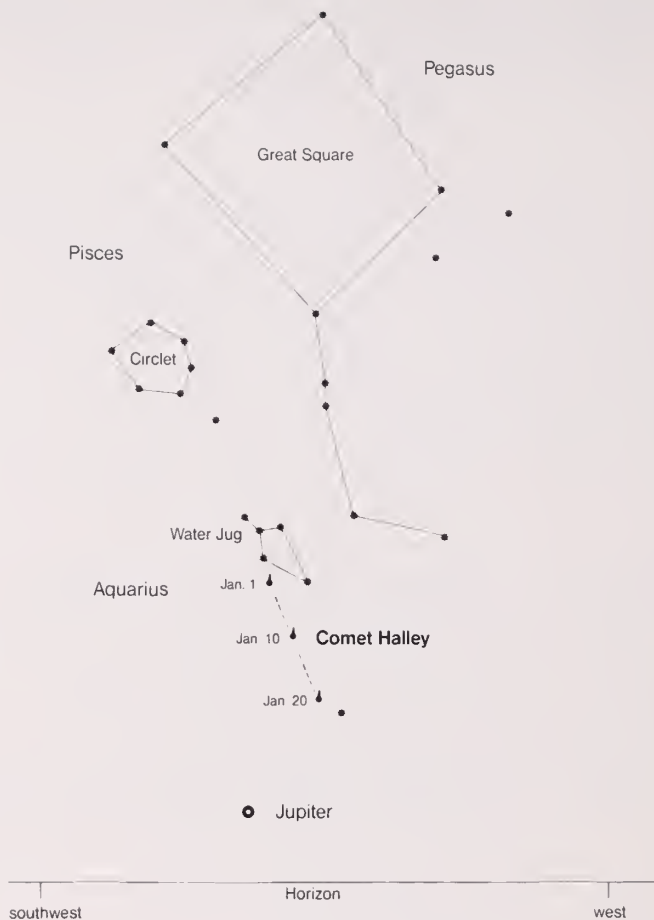 Pegasus
Great Square
Pisces
Circlet
Water Jug
Aquarius
Jan. 1
Jan 10
Comet Halley
Jan 20
Jupiter
Horizon
southwest
west